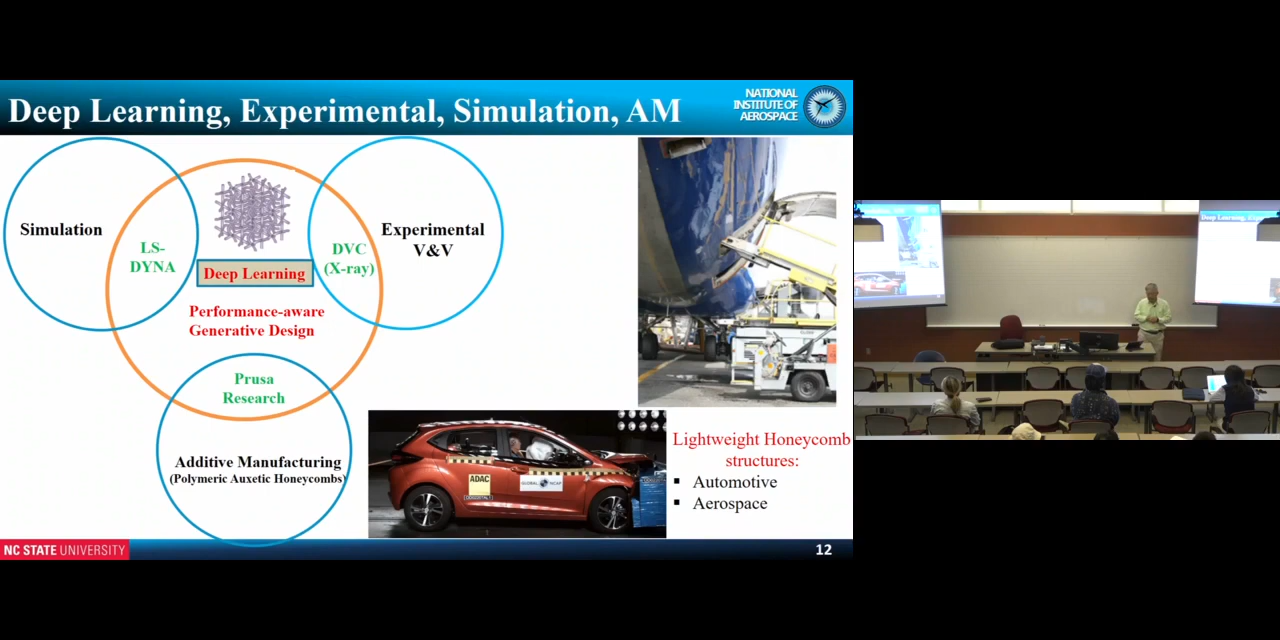 Deep Learning, Experimental, Simulation, AM
NATIONAL
INSTITUTE OF
AEROSPACE
Simulation
LS-
DYNA
Deep Learning
DVC
(X-ray)
Experimental
V&V
Performance-aware
Generative Design
Prusa
Research
Additive Manufacturing
(Polymeric Auxetic Honeycombs)
ADAC
GLOBAL NCAP
Lightweight Honeycomb
structures:
▪ Automotive
▪ Aerospace
NC STATE UNIVERSITY
12